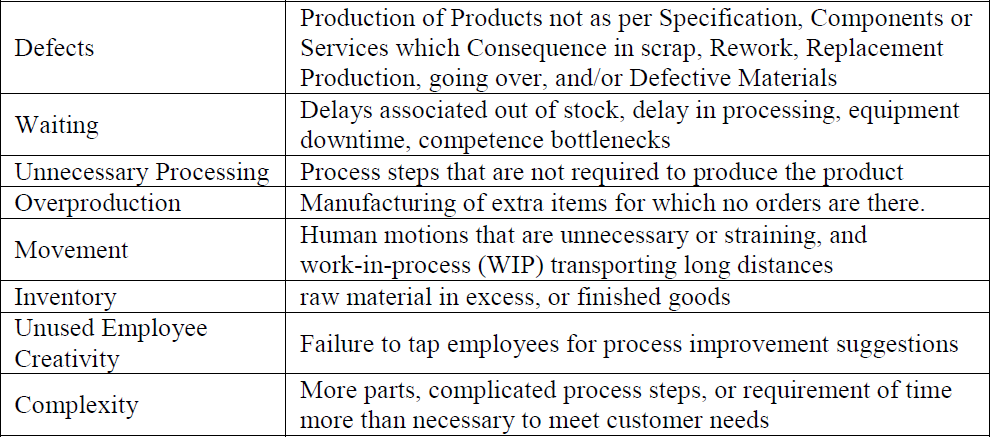 Defects
Production of Products not as per Specification, Components or
Services which Consequence in scrap, Rework, Replacement
Production, going over, and/or Defective Materials
Waiting
Delays associated out of stock, delay in processing, equipment
downtime, competence bottlenecks
Unnecessary Processing
Process steps that are not required to produce the product
Overproduction
Manufacturing of extra items for which no orders are there.
Movement
Human motions that are unnecessary or straining, and
work-in-process (WIP) transporting long distances
Inventory
raw material in excess, or finished goods
Unused Employee
Creativity
Failure to tap employees for process improvement suggestions
Complexity
More parts, complicated process steps, or requirement of time
more than necessary to meet customer needs